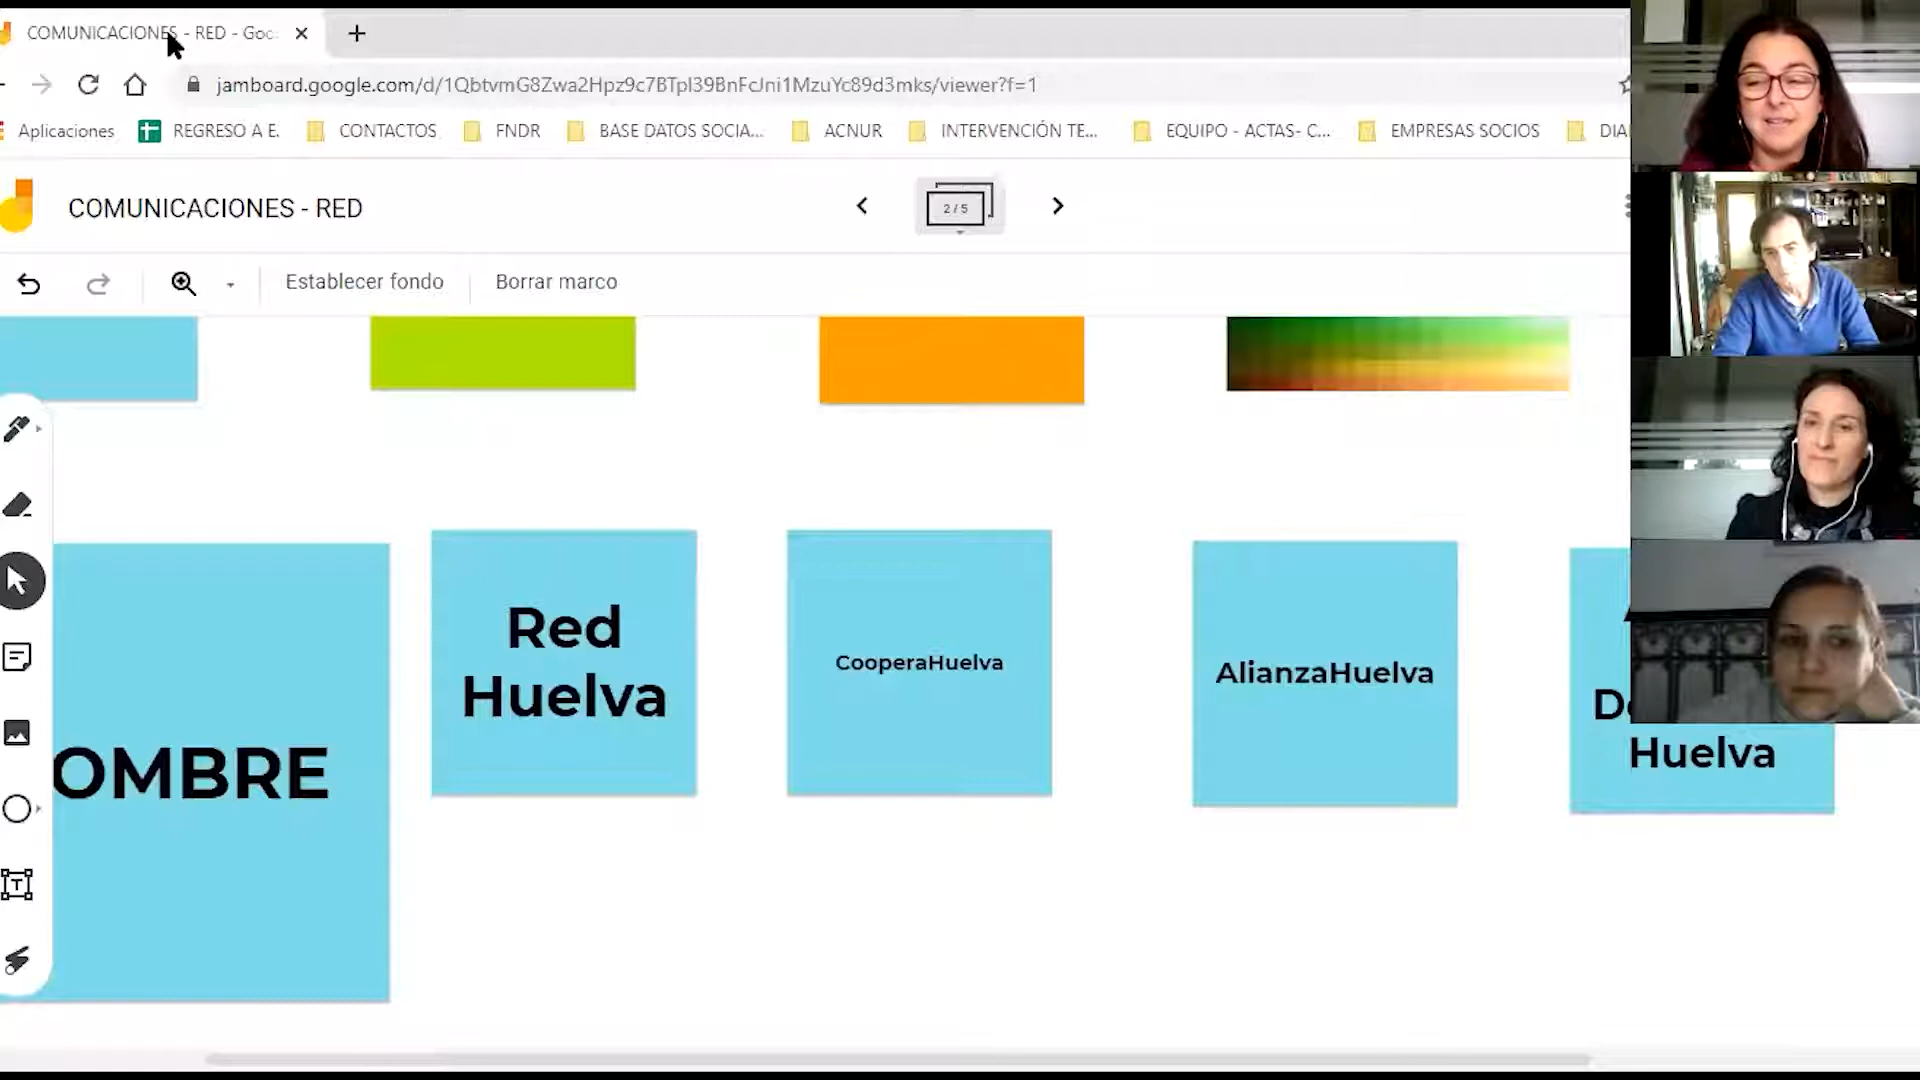 COMUNICACIONES - RED - Goo
jamboard.google.com/d/1QbtvmG8Zwa2Hpz9c7BTpl39BnFcJni1MzuYc89d3mks/viewer?f=1
Aplicaciones REGRESO A E. CONTACTOS FNDR BASE DATOS SOCIA... ACNUR INTERVENCIÓN TE... EQUIPO - ACTAS- C... EMPRESAS SOCIOS DIA
COMUNICACIONES - RED
2 / 5
Establecer fondo Borrar marco
OMBRE
Red
Huelva
CooperaHuelva
AlianzaHuelva
Huelva